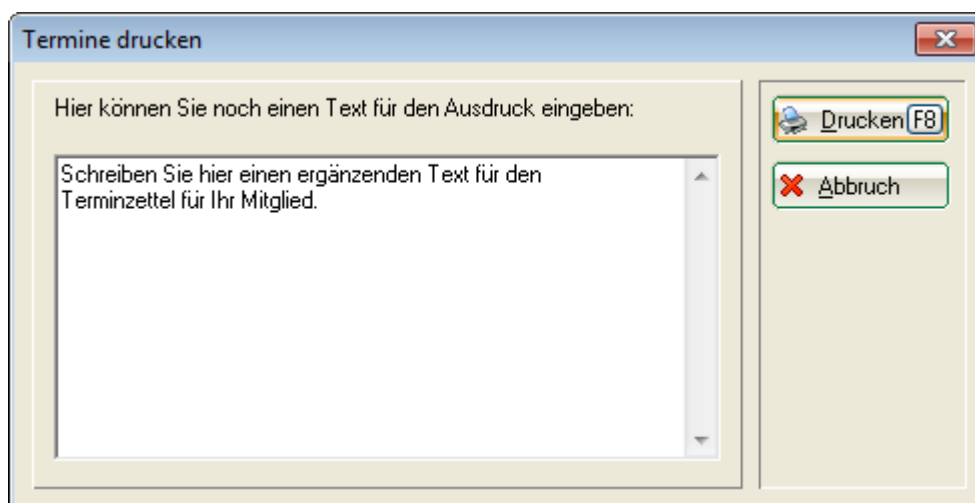 Termine drucken
Hier können Sie noch einen Text für den Ausdruck eingeben:
Schreiben Sie hier einen ergänzenden Text für den
Terminzettel für Ihr Mitglied.
Drucken F8
Abbruch